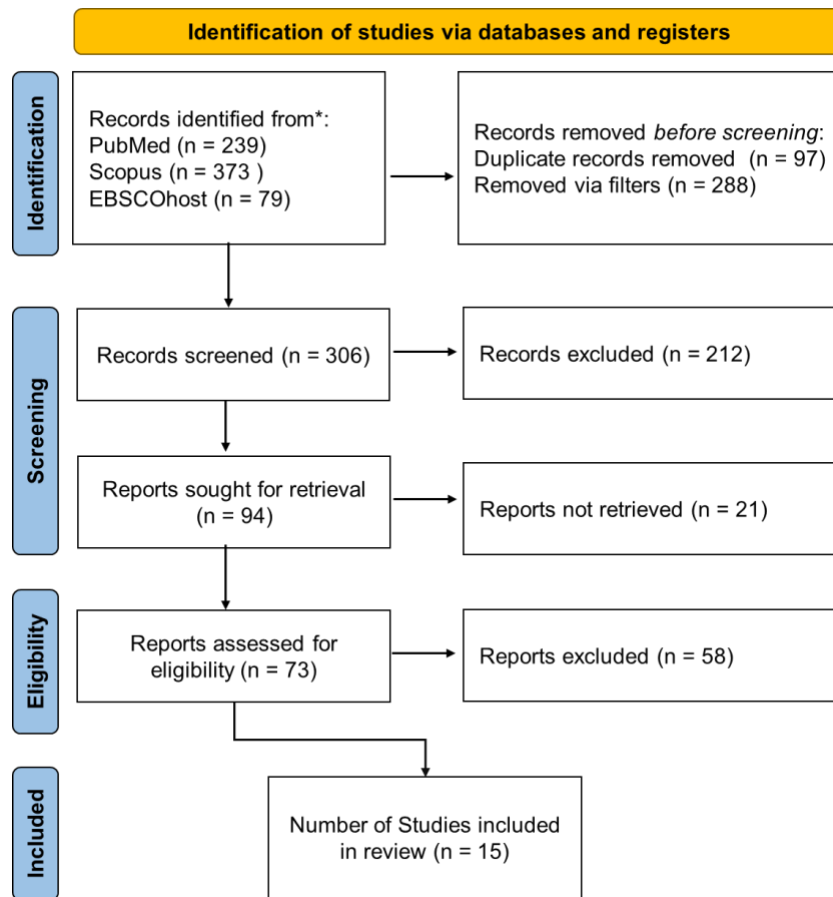 Identification of studies via databases and registers
Identification
Records identified from*:
PubMed (n = 239)
Scopus (n = 373 )
EBSCOhost (n = 79)
Records removed before screening:
Duplicate records removed  (n = 97)
Removed via filters (n = 288)
Screening
Records screened (n = 306)
Records excluded (n = 212)
Reports sought for retrieval
(n = 94)
Reports not retrieved (n = 21)
Eligibility
Reports assessed for
eligibility (n = 73)
Reports excluded (n = 58)
Included
Number of Studies included
in review (n = 15)